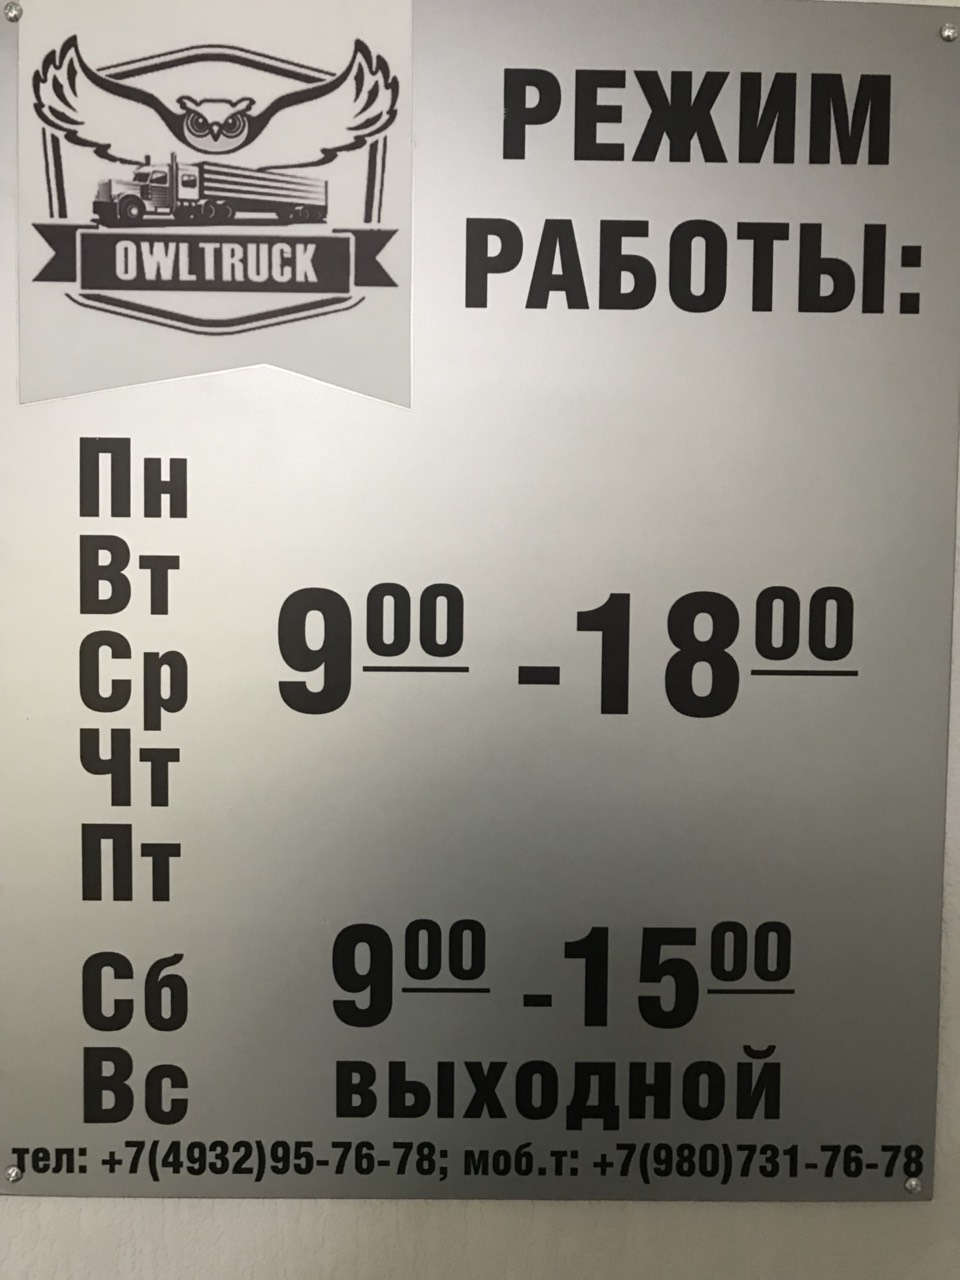 OWLTRUCK
РЕЖИМ
РАБОТЫ:
Пн
Вт
Ср 9⁰⁰ -18⁰⁰
Чт
Пт
Сб 9⁰⁰ -15⁰⁰
Вс выходной
тел: +7(4932)95-76-78; моб.т: +7(980)731-76-78